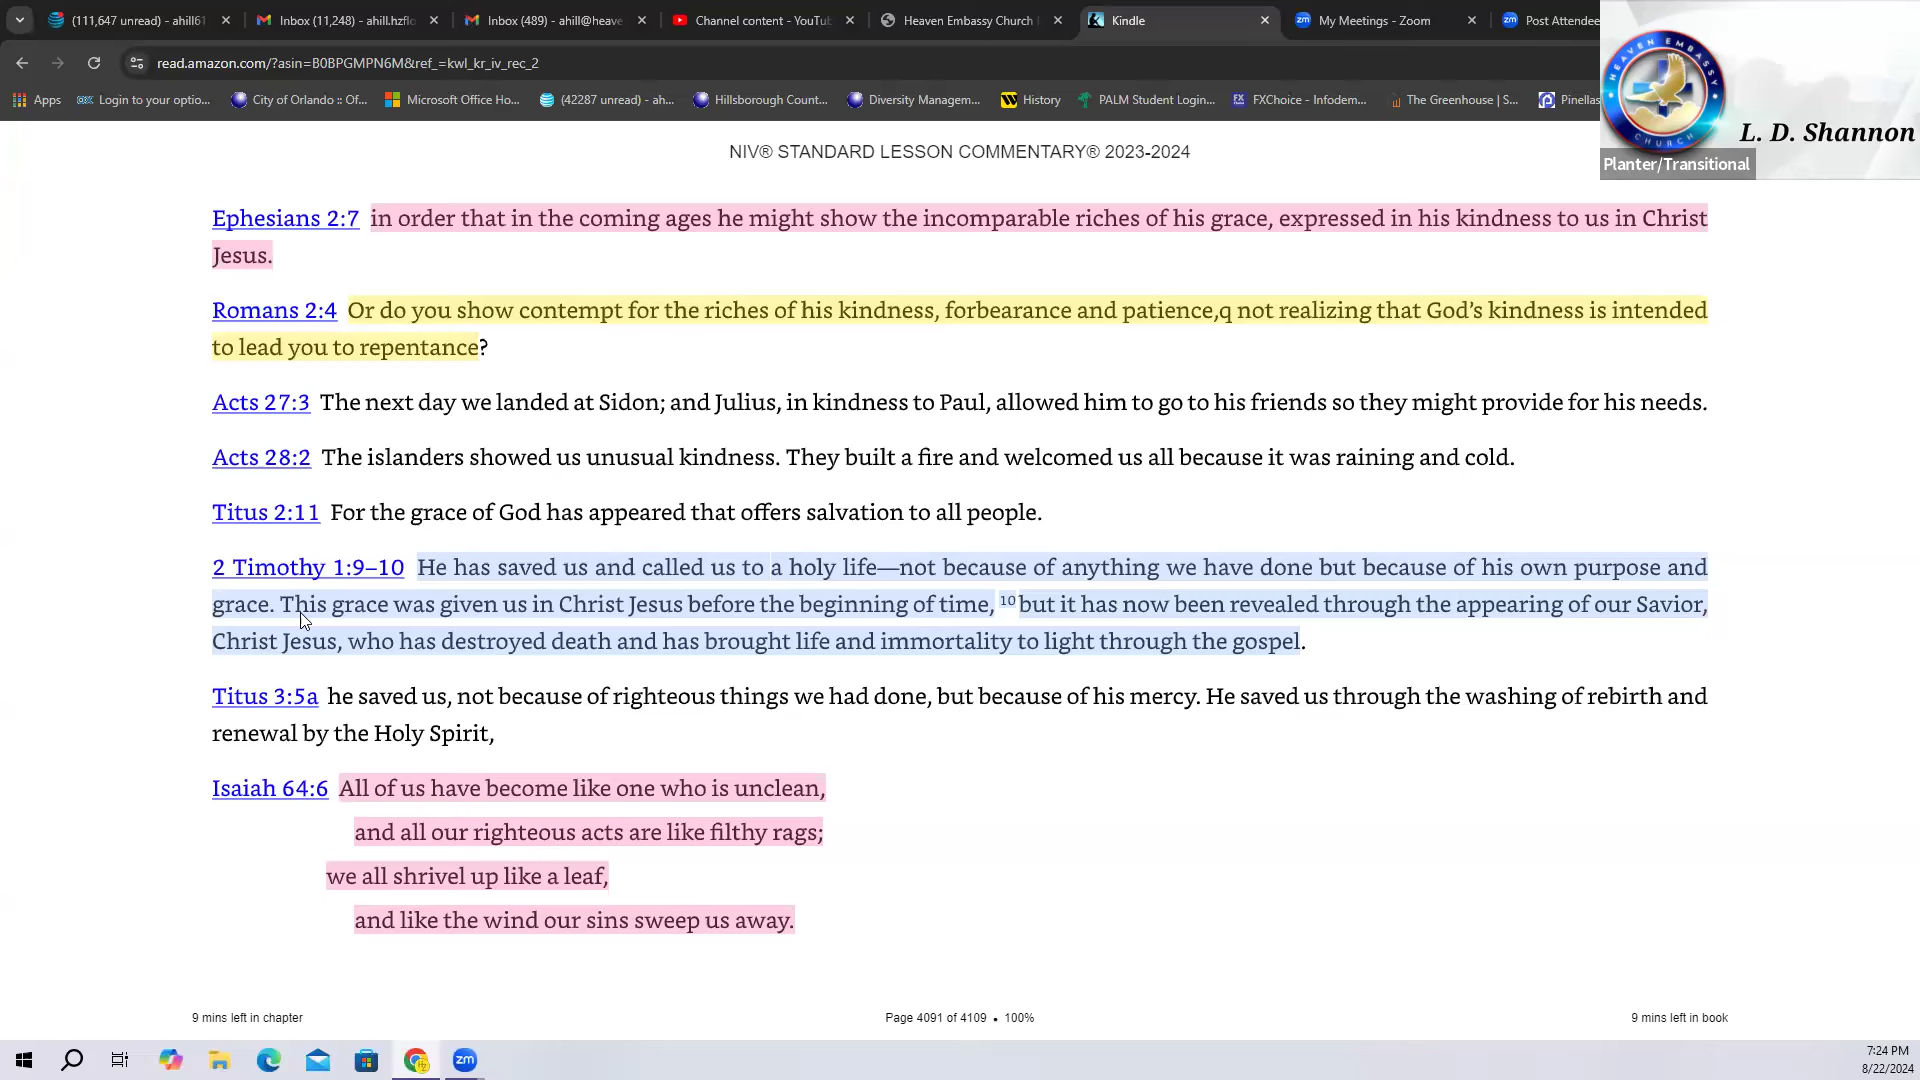 (111,647 unread) - ahill61
Inbox (11,248) - ahill.hzflo
Inbox (489) - ahill@heave
Channel content - YouTub
Heaven Embassy Church
Kindle
My Meetings - Zoom
Post Attendee
read.amazon.com/?asin=B0BPGMPN6M&ref_=kwl_kr_iv_rec_2
Apps
Login to your optio...
City of Orlando :: Of...
Microsoft Office Ho...
(42287 unread) - ah...
Hillsborough Count...
Diversity Managem...
History
PALM Student Login...
FXChoice - Infodem...
The Greenhouse | S...
Pinellas
HEAVEN EMBASSY
CHURCH
L. D. Shannon
Planter/Transitional
NIV® STANDARD LESSON COMMENTARY® 2023-2024
Ephesians 2:7 in order that in the coming ages he might show the incomparable riches of his grace, expressed in his kindness to us in Christ
Jesus.
Romans 2:4 Or do you show contempt for the riches of his kindness, forbearance and patience,q not realizing that God’s kindness is intended
to lead you to repentance?
Acts 27:3 The next day we landed at Sidon; and Julius, in kindness to Paul, allowed him to go to his friends so they might provide for his needs.
Acts 28:2 The islanders showed us unusual kindness. They built a fire and welcomed us all because it was raining and cold.
Titus 2:11 For the grace of God has appeared that offers salvation to all people.
2 Timothy 1:9–10 He has saved us and called us to a holy life—not because of anything we have done but because of his own purpose and
grace. This grace was given us in Christ Jesus before the beginning of time, 10 but it has now been revealed through the appearing of our Savior,
Christ Jesus, who has destroyed death and has brought life and immortality to light through the gospel.
Titus 3:5a he saved us, not because of righteous things we had done, but because of his mercy. He saved us through the washing of rebirth and
renewal by the Holy Spirit,
Isaiah 64:6 All of us have become like one who is unclean,
and all our righteous acts are like filthy rags;
we all shrivel up like a leaf,
and like the wind our sins sweep us away.
9 mins left in chapter
Page 4091 of 4109 • 100%
9 mins left in book
7:24 PM
8/22/2024